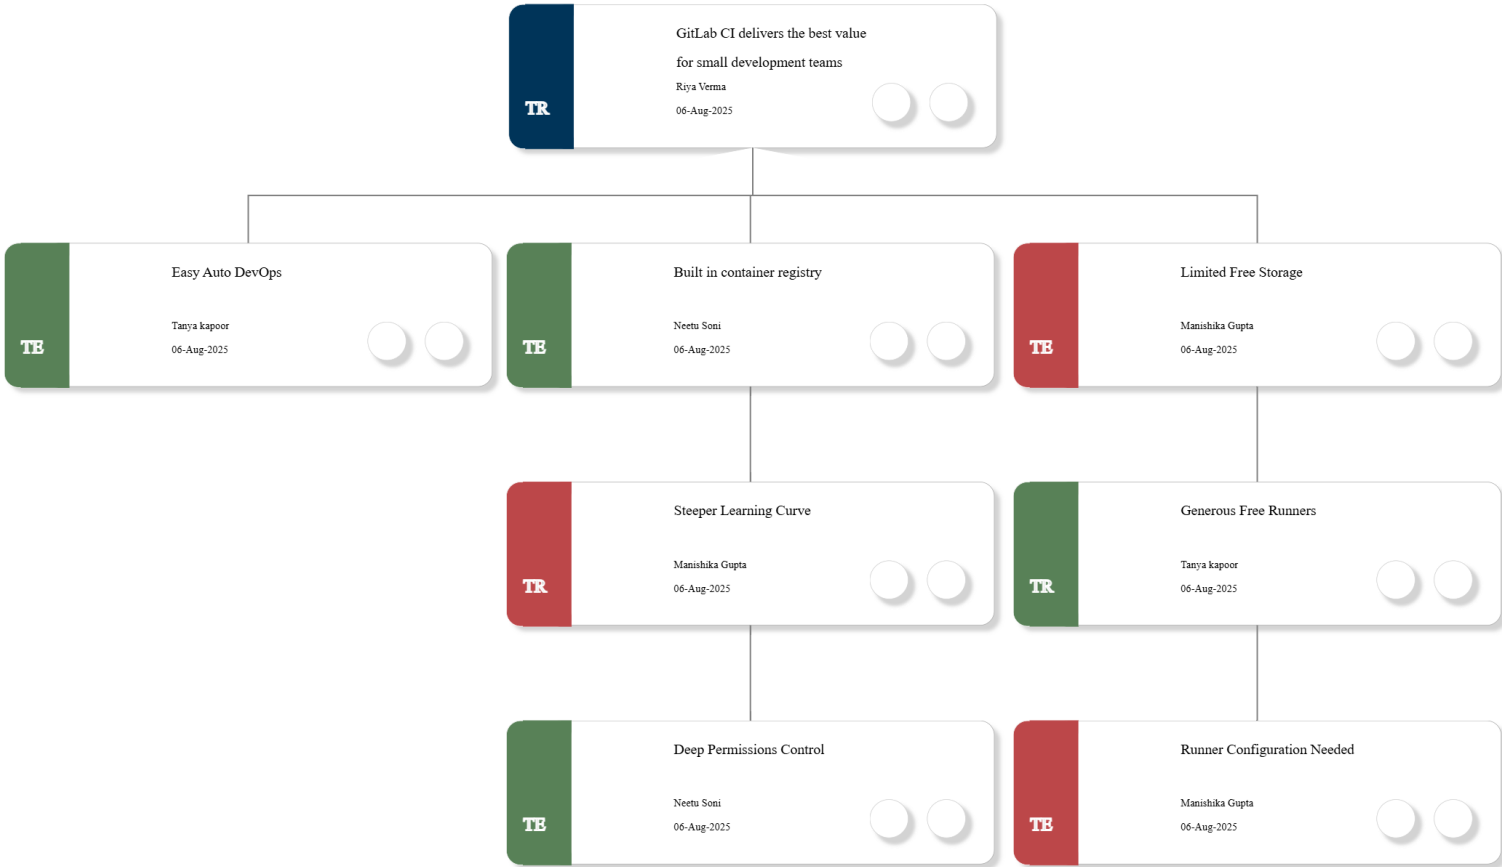 GitLab CI delivers the best value
for small development teams
Riya Verma
06-Aug-2025
TR
Easy Auto DevOps
Tanya kapoor
06-Aug-2025
TE
Built in container registry
Neetu Soni
06-Aug-2025
TE
Limited Free Storage
Manishika Gupta
06-Aug-2025
TE
Steeper Learning Curve
Manishika Gupta
06-Aug-2025
TR
Generous Free Runners
Tanya kapoor
06-Aug-2025
TR
Deep Permissions Control
Neetu Soni
06-Aug-2025
TE
Runner Configuration Needed
Manishika Gupta
06-Aug-2025
TE